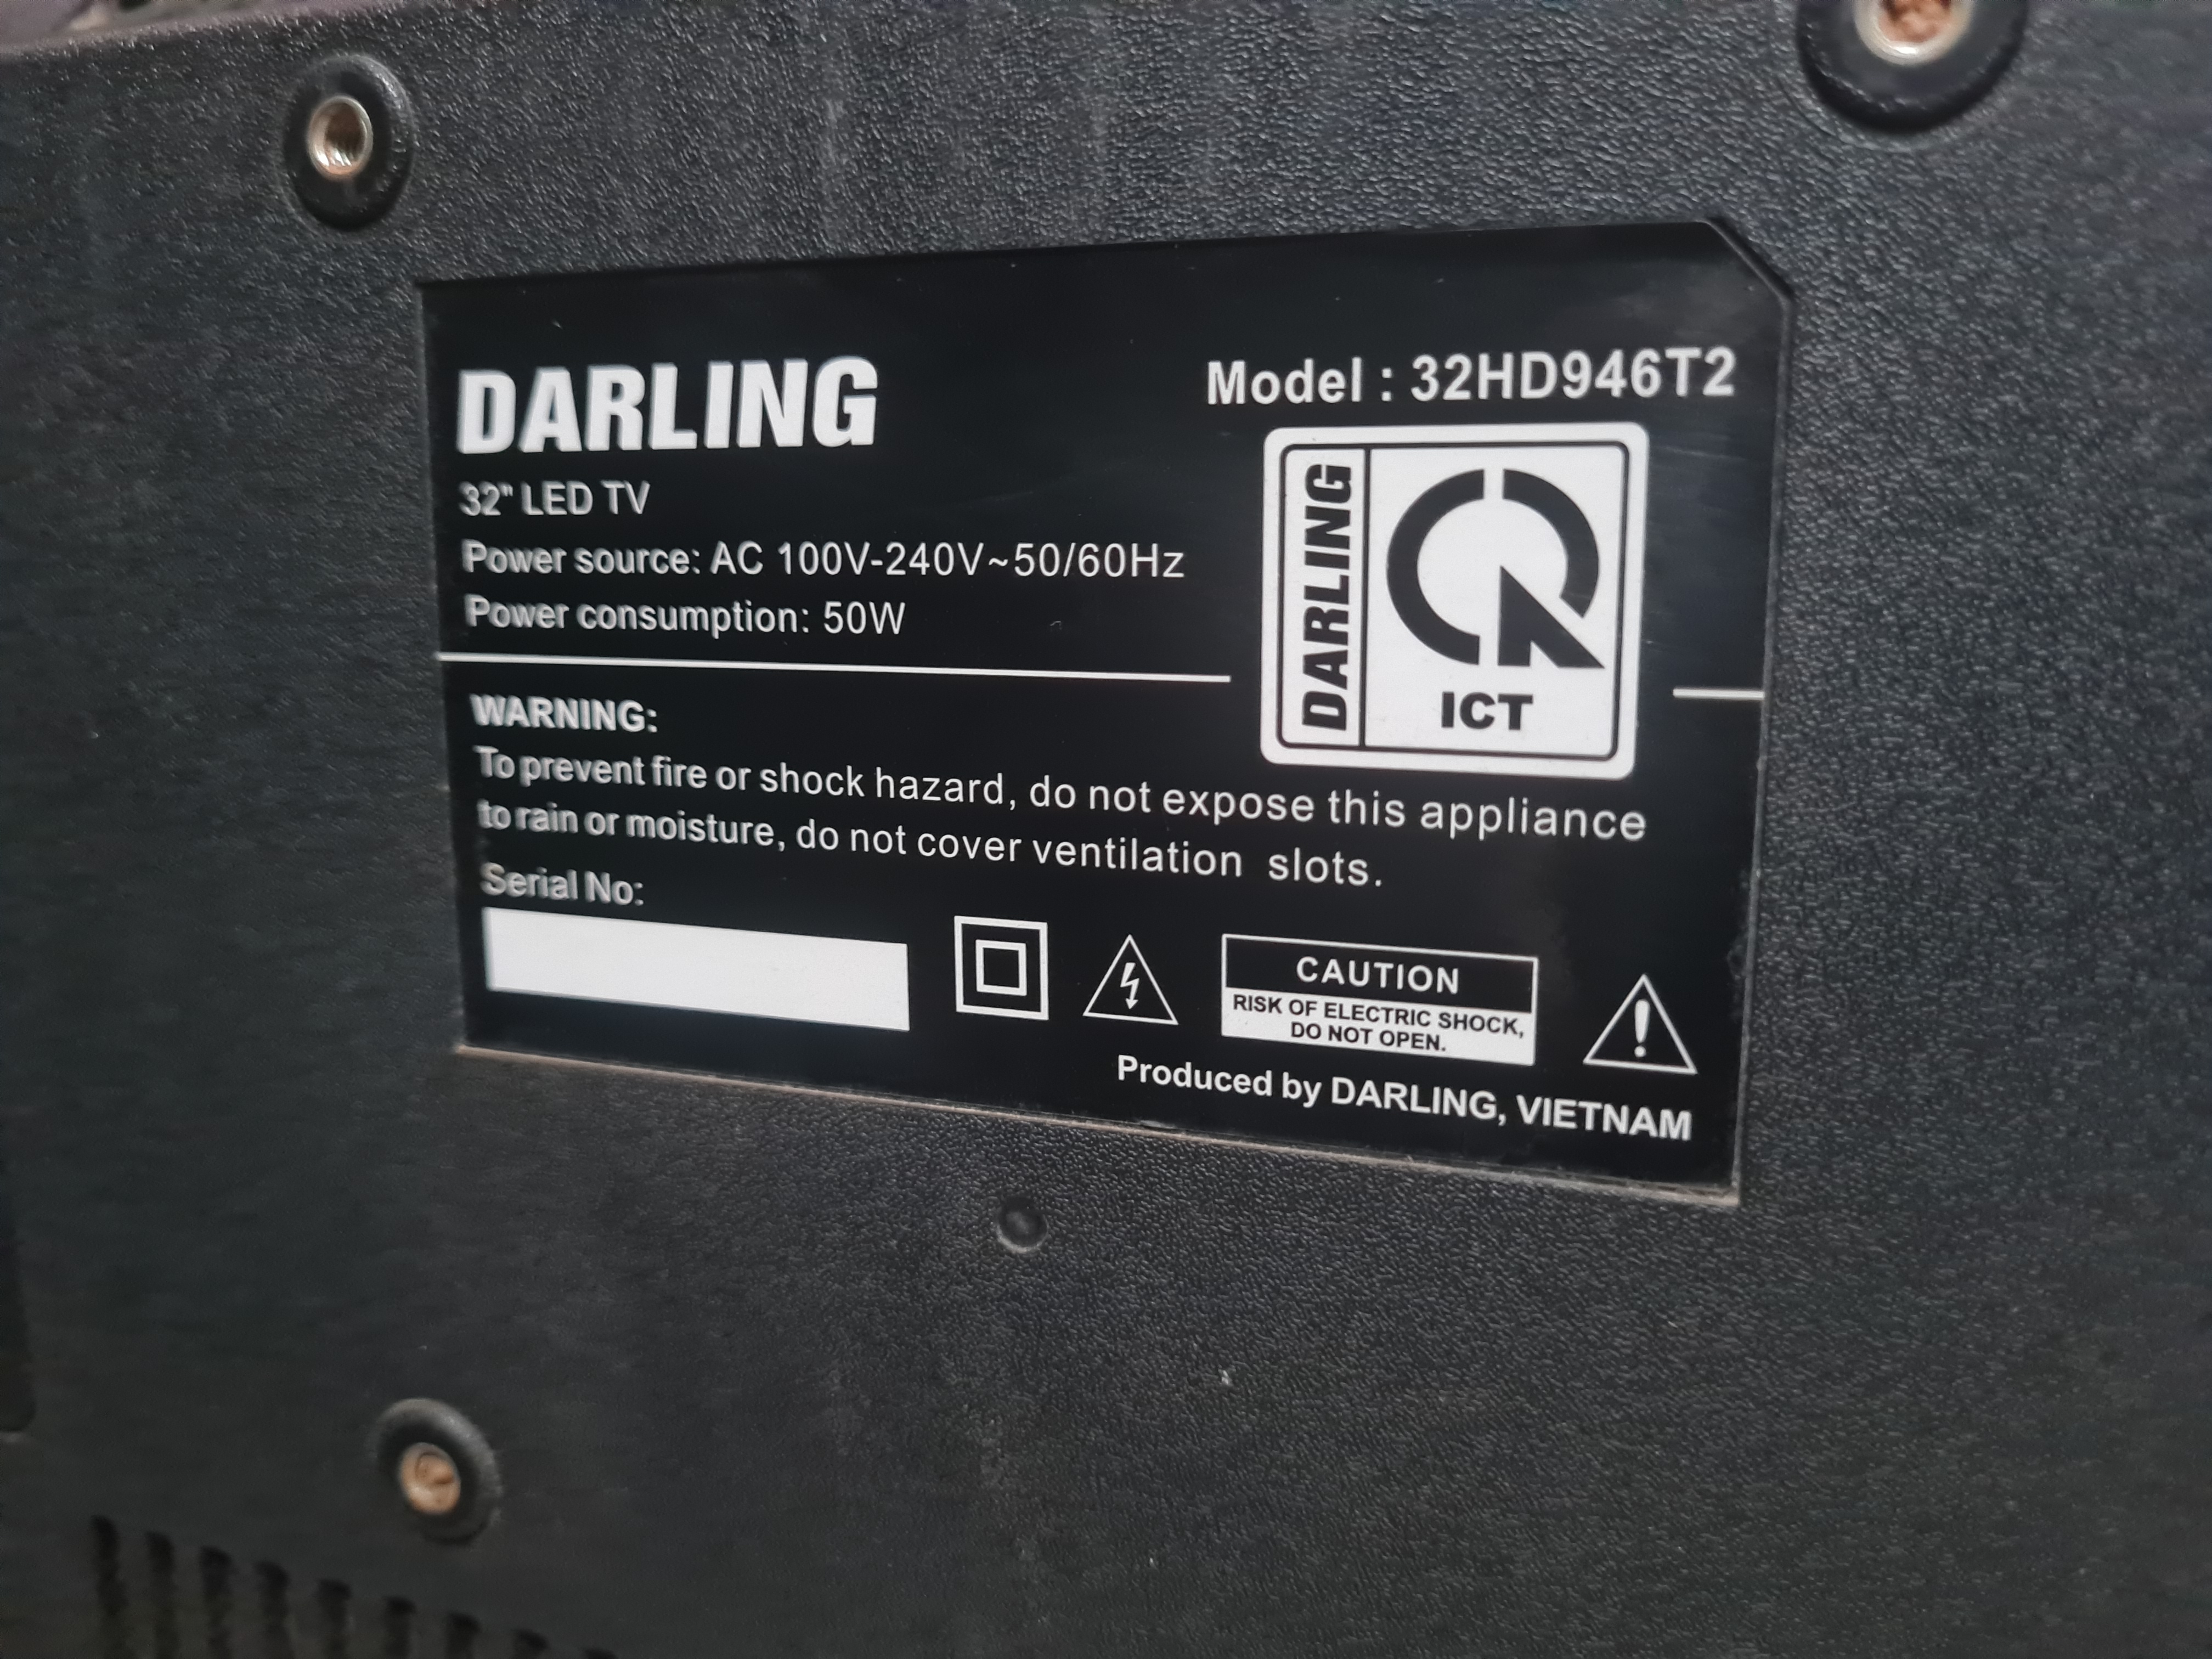 DARLING
Model : 32HD946T2
32" LED TV
Power source: AC 100V-240V~50/60Hz
Power consumption: 50W
DARLING
ICT
WARNING:
To prevent fire or shock hazard, do not expose this appliance
to rain or moisture, do not cover ventilation slots.
Serial No:
CAUTION
RISK OF ELECTRIC SHOCK,
DO NOT OPEN.
Produced by DARLING, VIETNAM